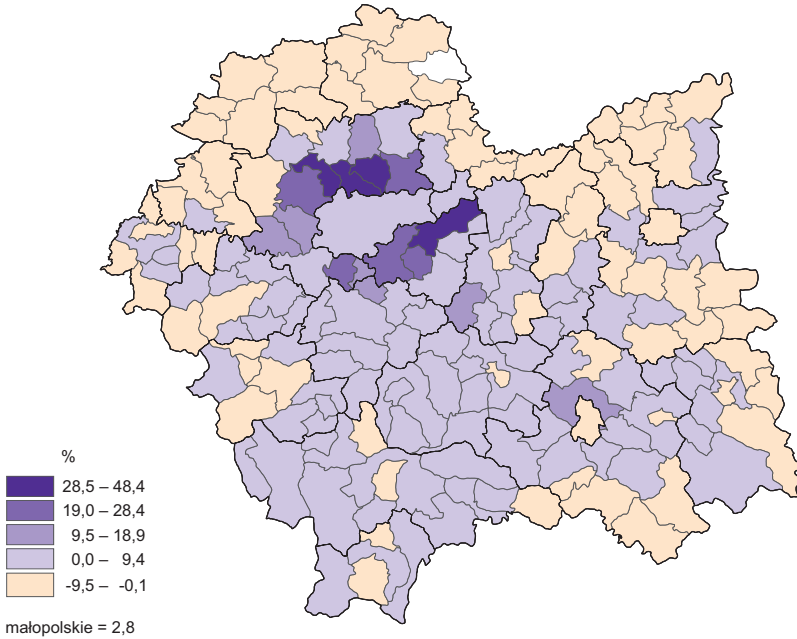 %
28,5 – 48,4
19,0 – 28,4
9,5 – 18,9
0,0 – 9,4
-9,5 – -0,1
małopolskie = 2,8